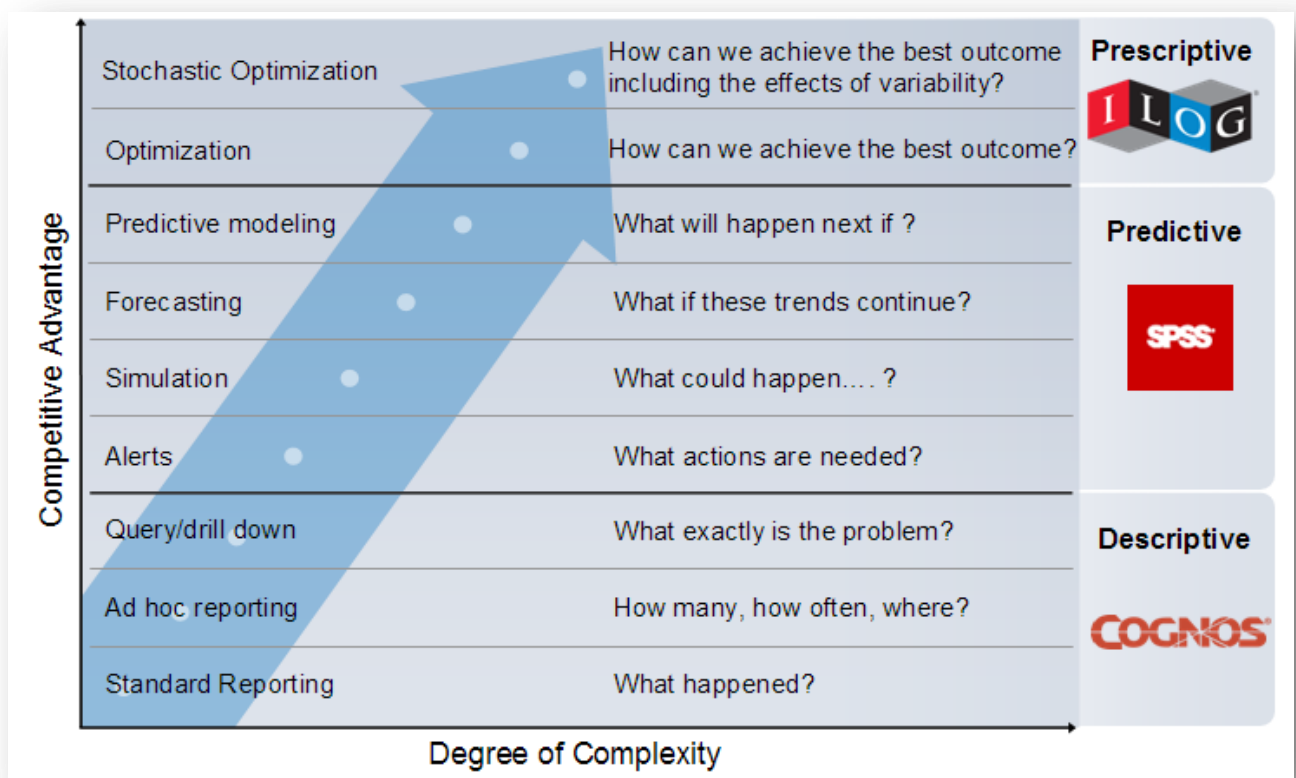 Stochastic Optimization
How can we achieve the best outcome
including the effects of variability?
Prescriptive
ILOG
Optimization
How can we achieve the best outcome?
Predictive modeling
What will happen next if ?
Predictive
Forecasting
What if these trends continue?
SPSS
Simulation
What could happen.... ?
Alerts
What actions are needed?
Query/drill down
What exactly is the problem?
Descriptive
Ad hoc reporting
How many, how often, where?
COGNOS®
Standard Reporting
What happened?
Competitive Advantage
Degree of Complexity